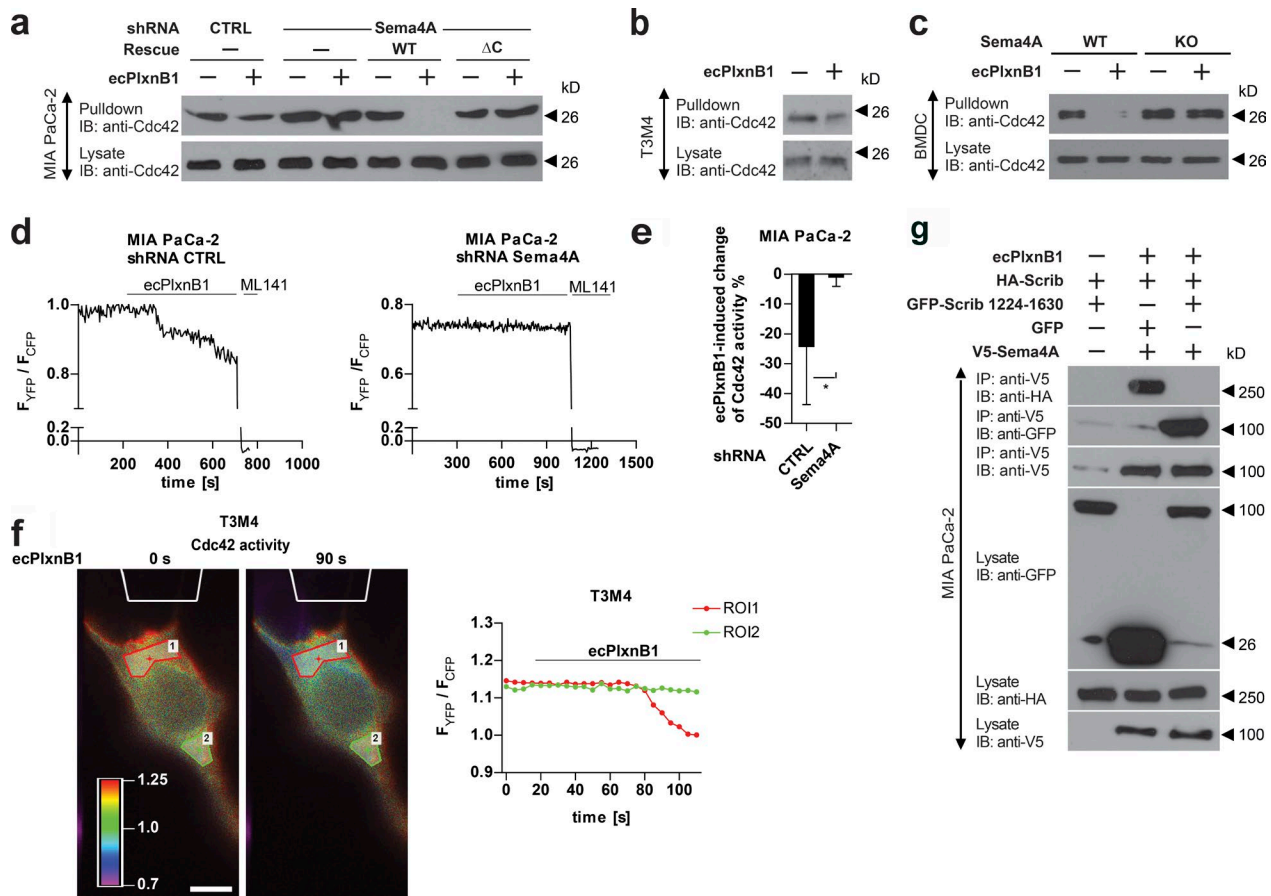 a
shRNA CTRL Sema4A
Rescue — — WT ΔC
ecPlxnB1 — + — + — + — +
kD
MIA PaCa-2
Pulldown
IB: anti-Cdc42
26
Lysate
IB: anti-Cdc42
26
b
ecPlxnB1 — +
kD
T3M4
Pulldown
IB: anti-Cdc42
26
Lysate
IB: anti-Cdc42
26
c
Sema4A WT KO
ecPlxnB1 — + — +
kD
BMDC
Pulldown
IB: anti-Cdc42
26
Lysate
IB: anti-Cdc42
26
d
MIA PaCa-2
shRNA CTRL
ecPlxnB1 ML141
FYFP / FCFP
1.0
0.8
0.2
0.0
200 400 600 800 1000
time [s]
MIA PaCa-2
shRNA Sema4A
ecPlxnB1 ML141
FYFP /FCFP
0.8
0.6
0.2
0.0
300 600 900 1200 1500
time [s]
e
MIA PaCa-2
ecPlxnB1-induced change
of Cdc42 activity %
0
-10
-20
-30
-40
-50
*
shRNA CTRL Sema4A
f
T3M4
Cdc42 activity
ecPlxnB1 0 s 90 s
1
2
1
2
1.25
1.0
0.7
T3M4
ROI1
ROI2
ecPlxnB1
FYFP / FCFP
1.3
1.2
1.1
1.0
0.9
0 20 40 60 80 100
time [s]
g
ecPlxnB1 — + +
HA-Scrib + + +
GFP-Scrib 1224-1630 + — +
GFP — + —
V5-Sema4A — + +
kD
MIA PaCa-2
IP: anti-V5
IB: anti-HA
250
IP: anti-V5
IB: anti-GFP
100
IP: anti-V5
IB: anti-V5
100
100
Lysate
IB: anti-GFP
26
Lysate
IB: anti-HA
250
Lysate
IB: anti-V5
100